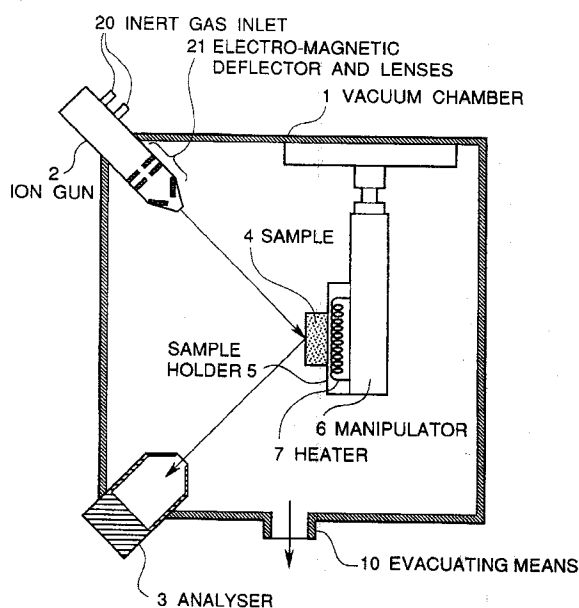 20 INERT GAS INLET
21 ELECTRO-MAGNETIC
DEFLECTOR AND LENSES
1 VACUUM CHAMBER
2
ION GUN
4 SAMPLE
SAMPLE
HOLDER 5
6 MANIPULATOR
7 HEATER
10 EVACUATING MEANS
3 ANALYSER